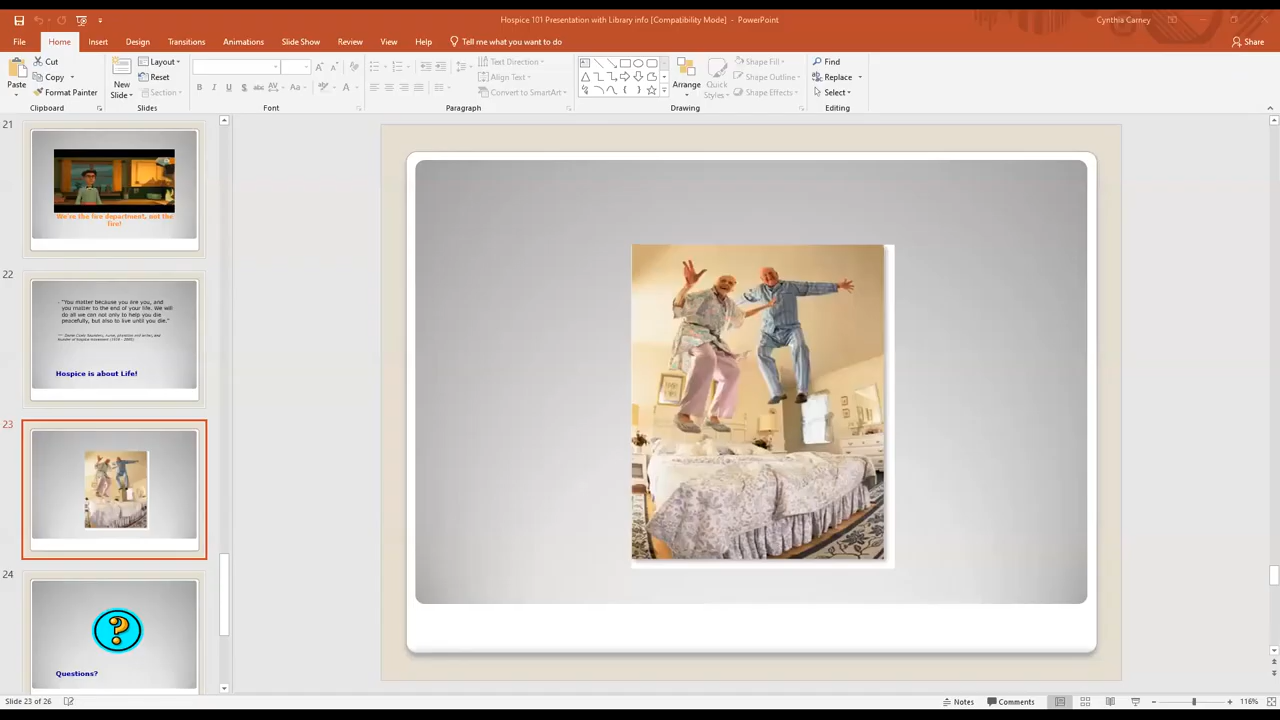 Hospice 101 Presentation with Library info [Compatibility Mode] - PowerPoint
Cynthia Carney
File Home Insert Design Transitions Animations Slide Show Review View Help Tell me what you want to do Share
Paste
Cut
Copy
Format Painter
New Slide
Layout
Reset
Section
B I U S abc AV Aa A
Text Direction
Align Text
Convert to SmartArt
Arrange
Quick Styles
Shape Fill
Shape Outline
Shape Effects
Find
Replace
Select
Clipboard Slides Font Paragraph Drawing Editing
21
We're the fire department, not the
fire!
22
"You matter because you are you, and
you matter to the end of your life. We will
do all we can not only to help you die
peacefully, but also to live until you die."
Hospice is about Life!
23
24
?
Questions?
Slide 23 of 26
Notes Comments 116%